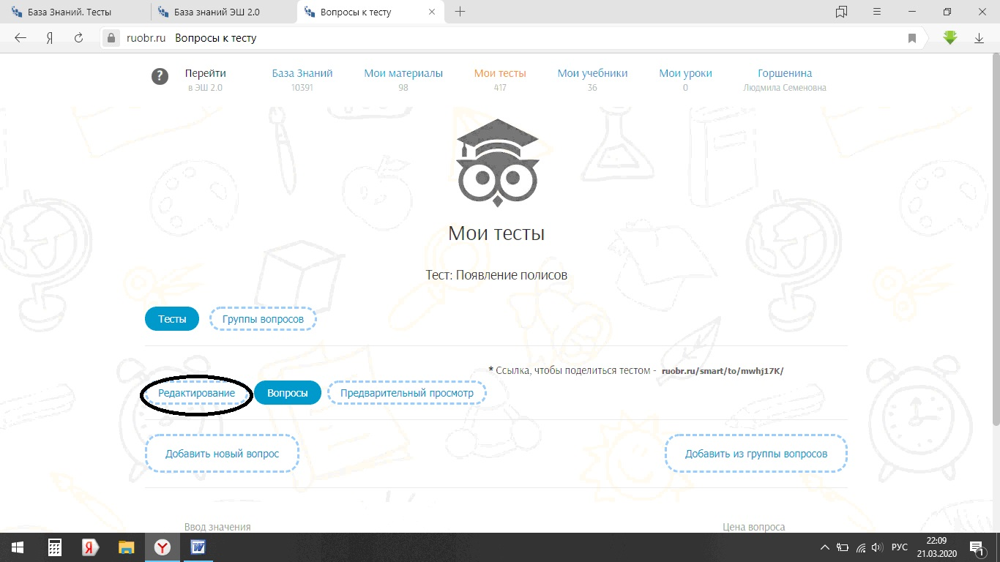 База Знаний. Тесты
База знаний ЭШ 2.0
Вопросы к тесту
Я
ruobr.ru Вопросы к тесту
?
Перейти
в ЭШ 2.0
База Знаний
10391
Мои материалы
98
Мои тесты
417
Мои учебники
36
Мои уроки
0
Горшенина
Людмила Семеновна
Мои тесты
Тест: Появление полисов
Тесты
Группы вопросов
* Ссылка, чтобы поделиться тестом - ruobr.ru/smart/to/mwhj17K/
Редактирование
Вопросы
Предварительный просмотр
Добавить новый вопрос
Добавить из группы вопросов
Ввод значения
Цена вопроса
Я
Y
W
РУС
22:09
21.03.2020
1